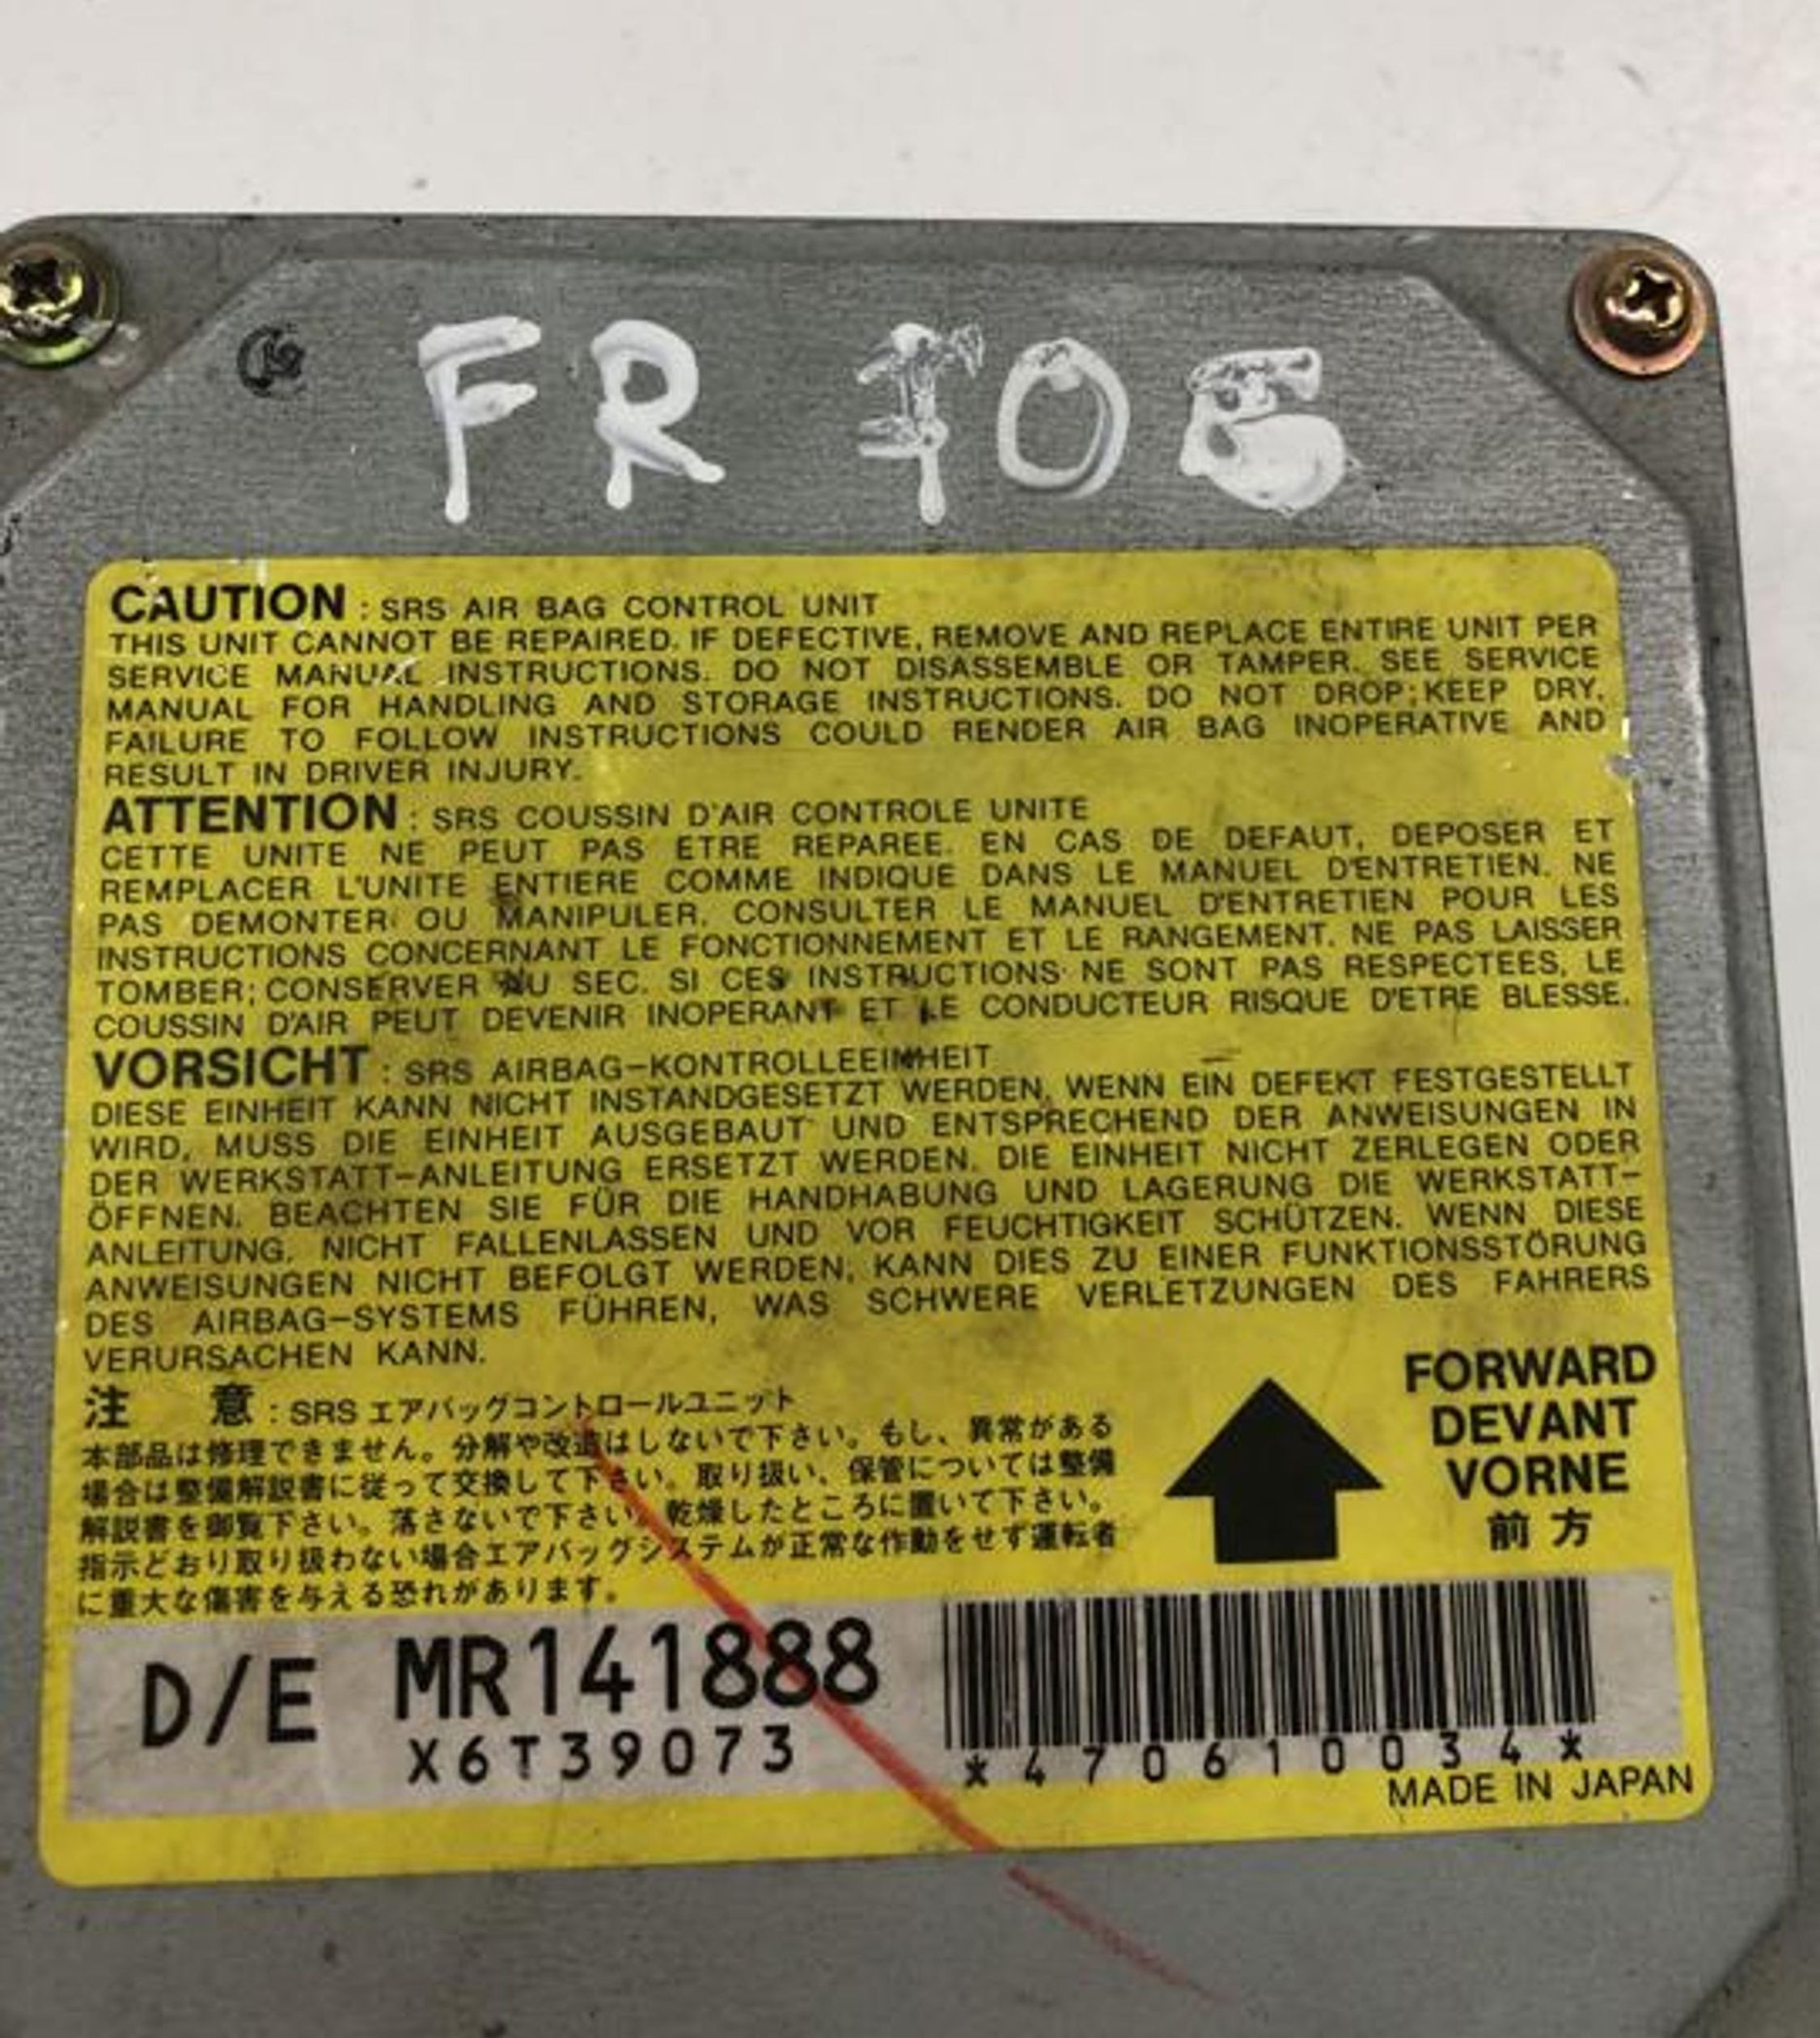 FR 705
CAUTION : SRS AIR BAG CONTROL UNIT
THIS UNIT CANNOT BE REPAIRED. IF DEFECTIVE, REMOVE AND REPLACE ENTIRE UNIT PER
SERVICE MANUAL INSTRUCTIONS. DO NOT DISASSEMBLE OR TAMPER. SEE SERVICE
MANUAL FOR HANDLING AND STORAGE INSTRUCTIONS. DO NOT DROP; KEEP DRY.
FAILURE TO FOLLOW INSTRUCTIONS COULD RENDER AIR BAG INOPERATIVE AND
RESULT IN DRIVER INJURY.
ATTENTION : SRS COUSSIN D'AIR CONTROLE UNITE
CETTE UNITE NE PEUT PAS ETRE REPAREE. EN CAS DE DEFAUT, DEPOSER ET
REMPLACER L'UNITE ENTIERE COMME INDIQUE DANS LE MANUEL D'ENTRETIEN. NE
PAS DEMONTER OU MANIPULER. CONSULTER LE MANUEL D'ENTRETIEN POUR LES
INSTRUCTIONS CONCERNANT LE FONCTIONNEMENT ET LE RANGEMENT. NE PAS LAISSER
TOMBER; CONSERVER AU SEC. SI CES INSTRUCTIONS NE SONT PAS RESPECTEES, LE
COUSSIN D'AIR PEUT DEVENIR INOPERANT ET LE CONDUCTEUR RISQUE D'ETRE BLESSE.
VORSICHT : SRS AIRBAG-KONTROLLEEINHEIT
DIESE EINHEIT KANN NICHT INSTANDGESETZT WERDEN, WENN EIN DEFEKT FESTGESTELLT
WIRD, MUSS DIE EINHEIT AUSGEBAUT UND ENTSPRECHEND DER ANWEISUNGEN IN
DER WERKSTATT-ANLEITUNG ERSETZT WERDEN. DIE EINHEIT NICHT ZERLEGEN ODER
ÖFFNEN. BEACHTEN SIE FÜR DIE HANDHABUNG UND LAGERUNG DIE WERKSTATT-
ANLEITUNG. NICHT FALLENLASSEN UND VOR FEUCHTIGKEIT SCHÜTZEN. WENN DIESE
ANWEISUNGEN NICHT BEFOLGT WERDEN, KANN DIES ZU EINER FUNKTIONSSTÖRUNG
DES AIRBAG-SYSTEMS FÜHREN, WAS SCHWERE VERLETZUNGEN DES FAHRERS
VERURSACHEN KANN.
注 意 : SRS エアバッグコントロールユニット
本部品は修理できません。分解や改造はしないで下さい。もし、異常がある
場合は整備解説書に従って交換して下さい。取り扱い、保管については整備
解説書を御覧下さい。落さないで下さい。乾燥したところに置いて下さい。
指示どおり取り扱わない場合エアバッグシステムが正常な作動をせず運転者
に重大な傷害を与える恐れがあります。
FORWARD
DEVANT
VORNE
前方
D/E MR141888
X6T39073
*470610034*
MADE IN JAPAN